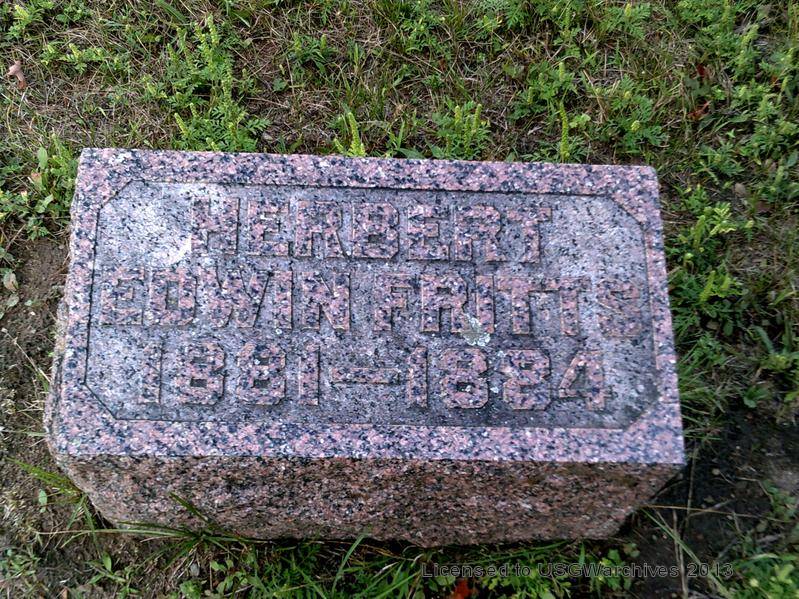 HERBERT
EDWIN FRITTS
1881—1884
Licensed to USGWarchives 2013